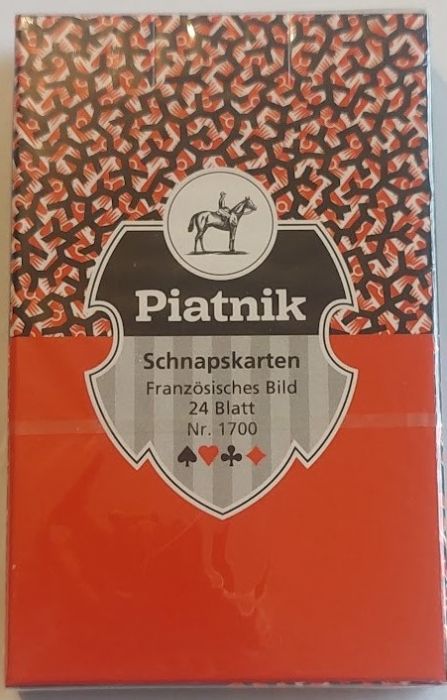 Piatnik
Schnapskarten
Französisches Bild
24 Blatt
Nr. 1700